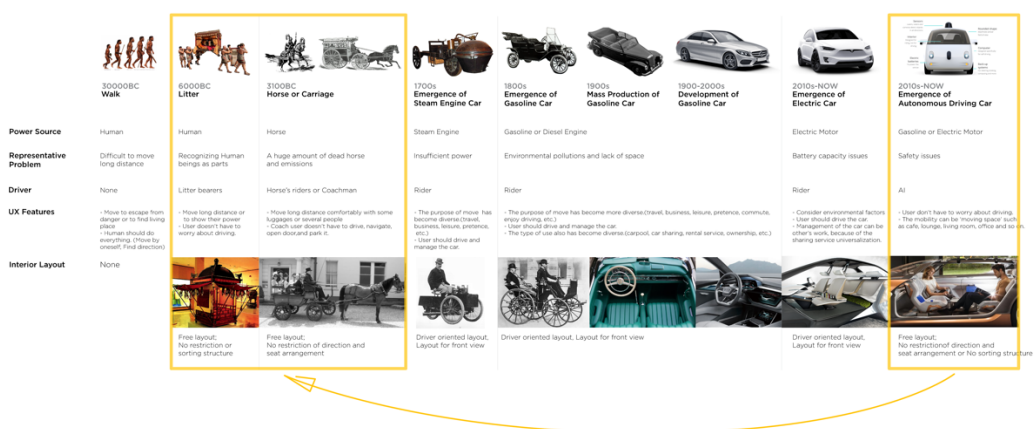 30000BC
Walk
6000BC
Litter
3100BC
Horse or Carriage
1700s
Emergence of
Steam Engine Car
1800s
Emergence of
Gasoline Car
1900s
Mass Production of
Gasoline Car
1900-2000s
Development of
Gasoline Car
2010s-NOW
Emergence of
Electric Car
2010s-NOW
Emergence of
Autonomous Driving Car
Power Source
Human
Human
Horse
Steam Engine
Gasoline or Diesel Engine
Electric Motor
Gasoline or Electric Motor
Representative
Problem
Difficult to move
long distance
Recognizing Human
beings as parts
A huge amount of dead horse
and emissions
Insufficient power
Environmental pollutions and lack of space
Battery capacity issues
Safety issues
Driver
None
Litter bearers
Horse's riders or Coachman
Rider
Rider
Rider
AI
UX Features
- Move to escape from
danger or to find living
place
- Human should do
everything. (Move by
oneself, Find direction)
- Move long distance or
to show their power
- User doesn't have to
worry about driving.
- Move long distance comfortably with some
luggages or several people
- Coach user doesn't have to drive, navigate,
open door,and park it.
- The purpose of move has
become diverse.(travel,
business, leisure, pretence,
etc.)
- User should drive and
manage the car.
- The purpose of move has become more diverse.(travel, business, leisure, pretence, commute,
enjoy driving, etc.)
- User should drive and manage the car.
- The type of use also has become diverse.(carpool, car sharing, rental service, ownership, etc.)
- Consider environmental factors
- User should drive the car.
- Management of the car can be
other's work, because of the
sharing service universalization.
- User don't have to worry about driving.
- The mobility can be 'moving space' such
as cafe, lounge, living room, office and so on.
Interior Layout
None
Free layout;
No restriction or
sorting structure
Free layout;
No restriction of direction and
seat arrangement
Driver oriented layout,
Layout for front view
Driver oriented layout, Layout for front view
Driver oriented layout,
Layout for front view
Free layout;
No restrictionof direction and
seat arrangement or No sorting structure